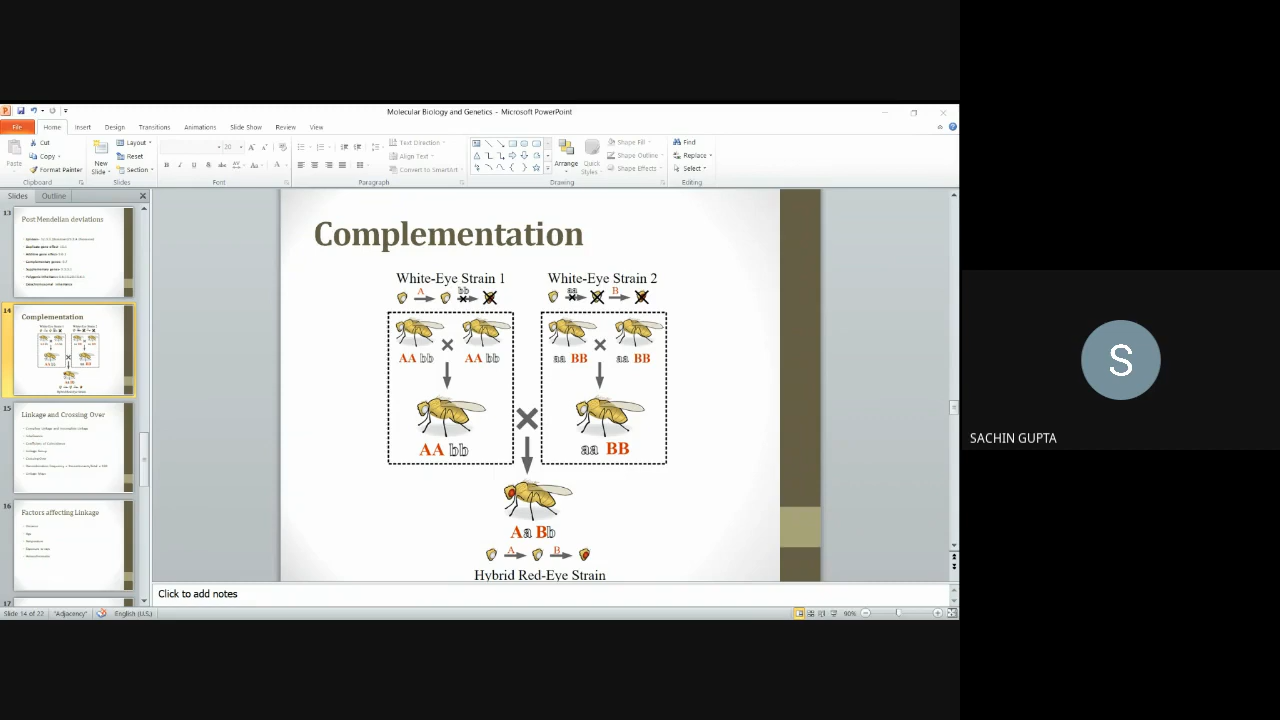 Molecular Biology and Genetics - Microsoft PowerPoint
File Home Insert Design Transitions Animations Slide Show Review View
Cut
Copy
Format Painter
Paste
Clipboard
New
Slide
Layout
Reset
Section
Slides
20
Font
Text Direction
Align Text
Convert to SmartArt
Paragraph
Arrange
Quick
Styles
Shape Fill
Shape Outline
Shape Effects
Drawing
Find
Replace
Select
Editing
Slides Outline
13
Post Mendelian deviations
14
Complementation
15
Linkage and Crossing Over
16
Factors affecting Linkage
17
Complementation
White-Eye Strain 1 White-Eye Strain 2
A bb aa B
AA bb AA bb aa BB aa BB
AA bb aa BB
Aa Bb
A B
Hybrid Red-Eye Strain
Click to add notes
Slide 14 of 22 "Adjacency" English (U.S.) 90%
S
SACHIN GUPTA